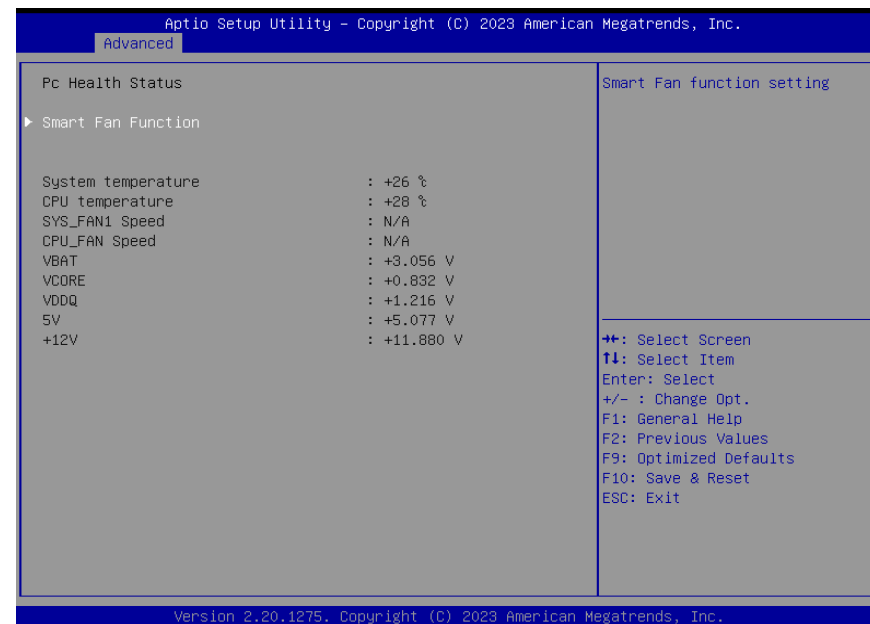 Aptio Setup Utility – Copyright (C) 2023 American Megatrends, Inc.
Advanced
Pc Health Status
Smart Fan function setting
▶ Smart Fan Function
System temperature : +26 ℃
CPU temperature : +28 ℃
SYS_FAN1 Speed : N/A
CPU_FAN Speed : N/A
VBAT : +3.056 V
VCORE : +0.832 V
VDDQ : +1.216 V
5V : +5.077 V
+12V : +11.880 V
→←: Select Screen
↑↓: Select Item
Enter: Select
+/- : Change Opt.
F1: General Help
F2: Previous Values
F9: Optimized Defaults
F10: Save & Reset
ESC: Exit
Version 2.20.1275. Copyright (C) 2023 American Megatrends, Inc.